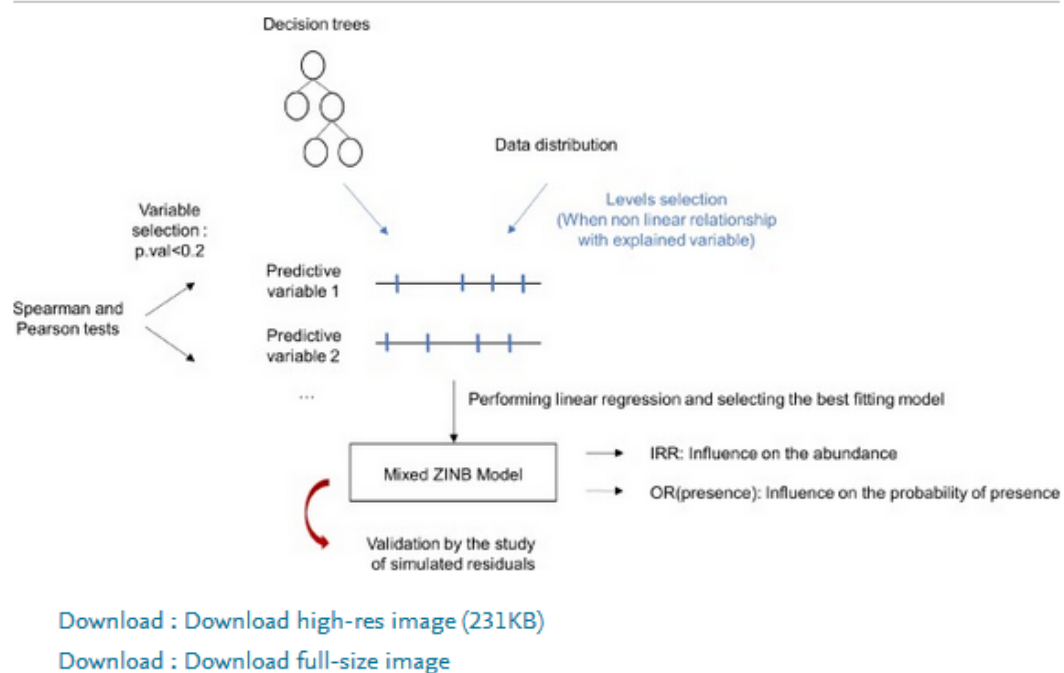 Decision trees
Data distribution
Levels selection
(When non linear relationship
with explained variable)
Variable
selection :
p.val<0.2
Spearman and
Pearson tests
Predictive
variable 1
Predictive
variable 2
...
Performing linear regression and selecting the best fitting model
Mixed ZINB Model
IRR: Influence on the abundance
OR(presence): Influence on the probability of presence
Validation by the study
of simulated residuals
Download : Download high-res image (231KB)
Download : Download full-size image